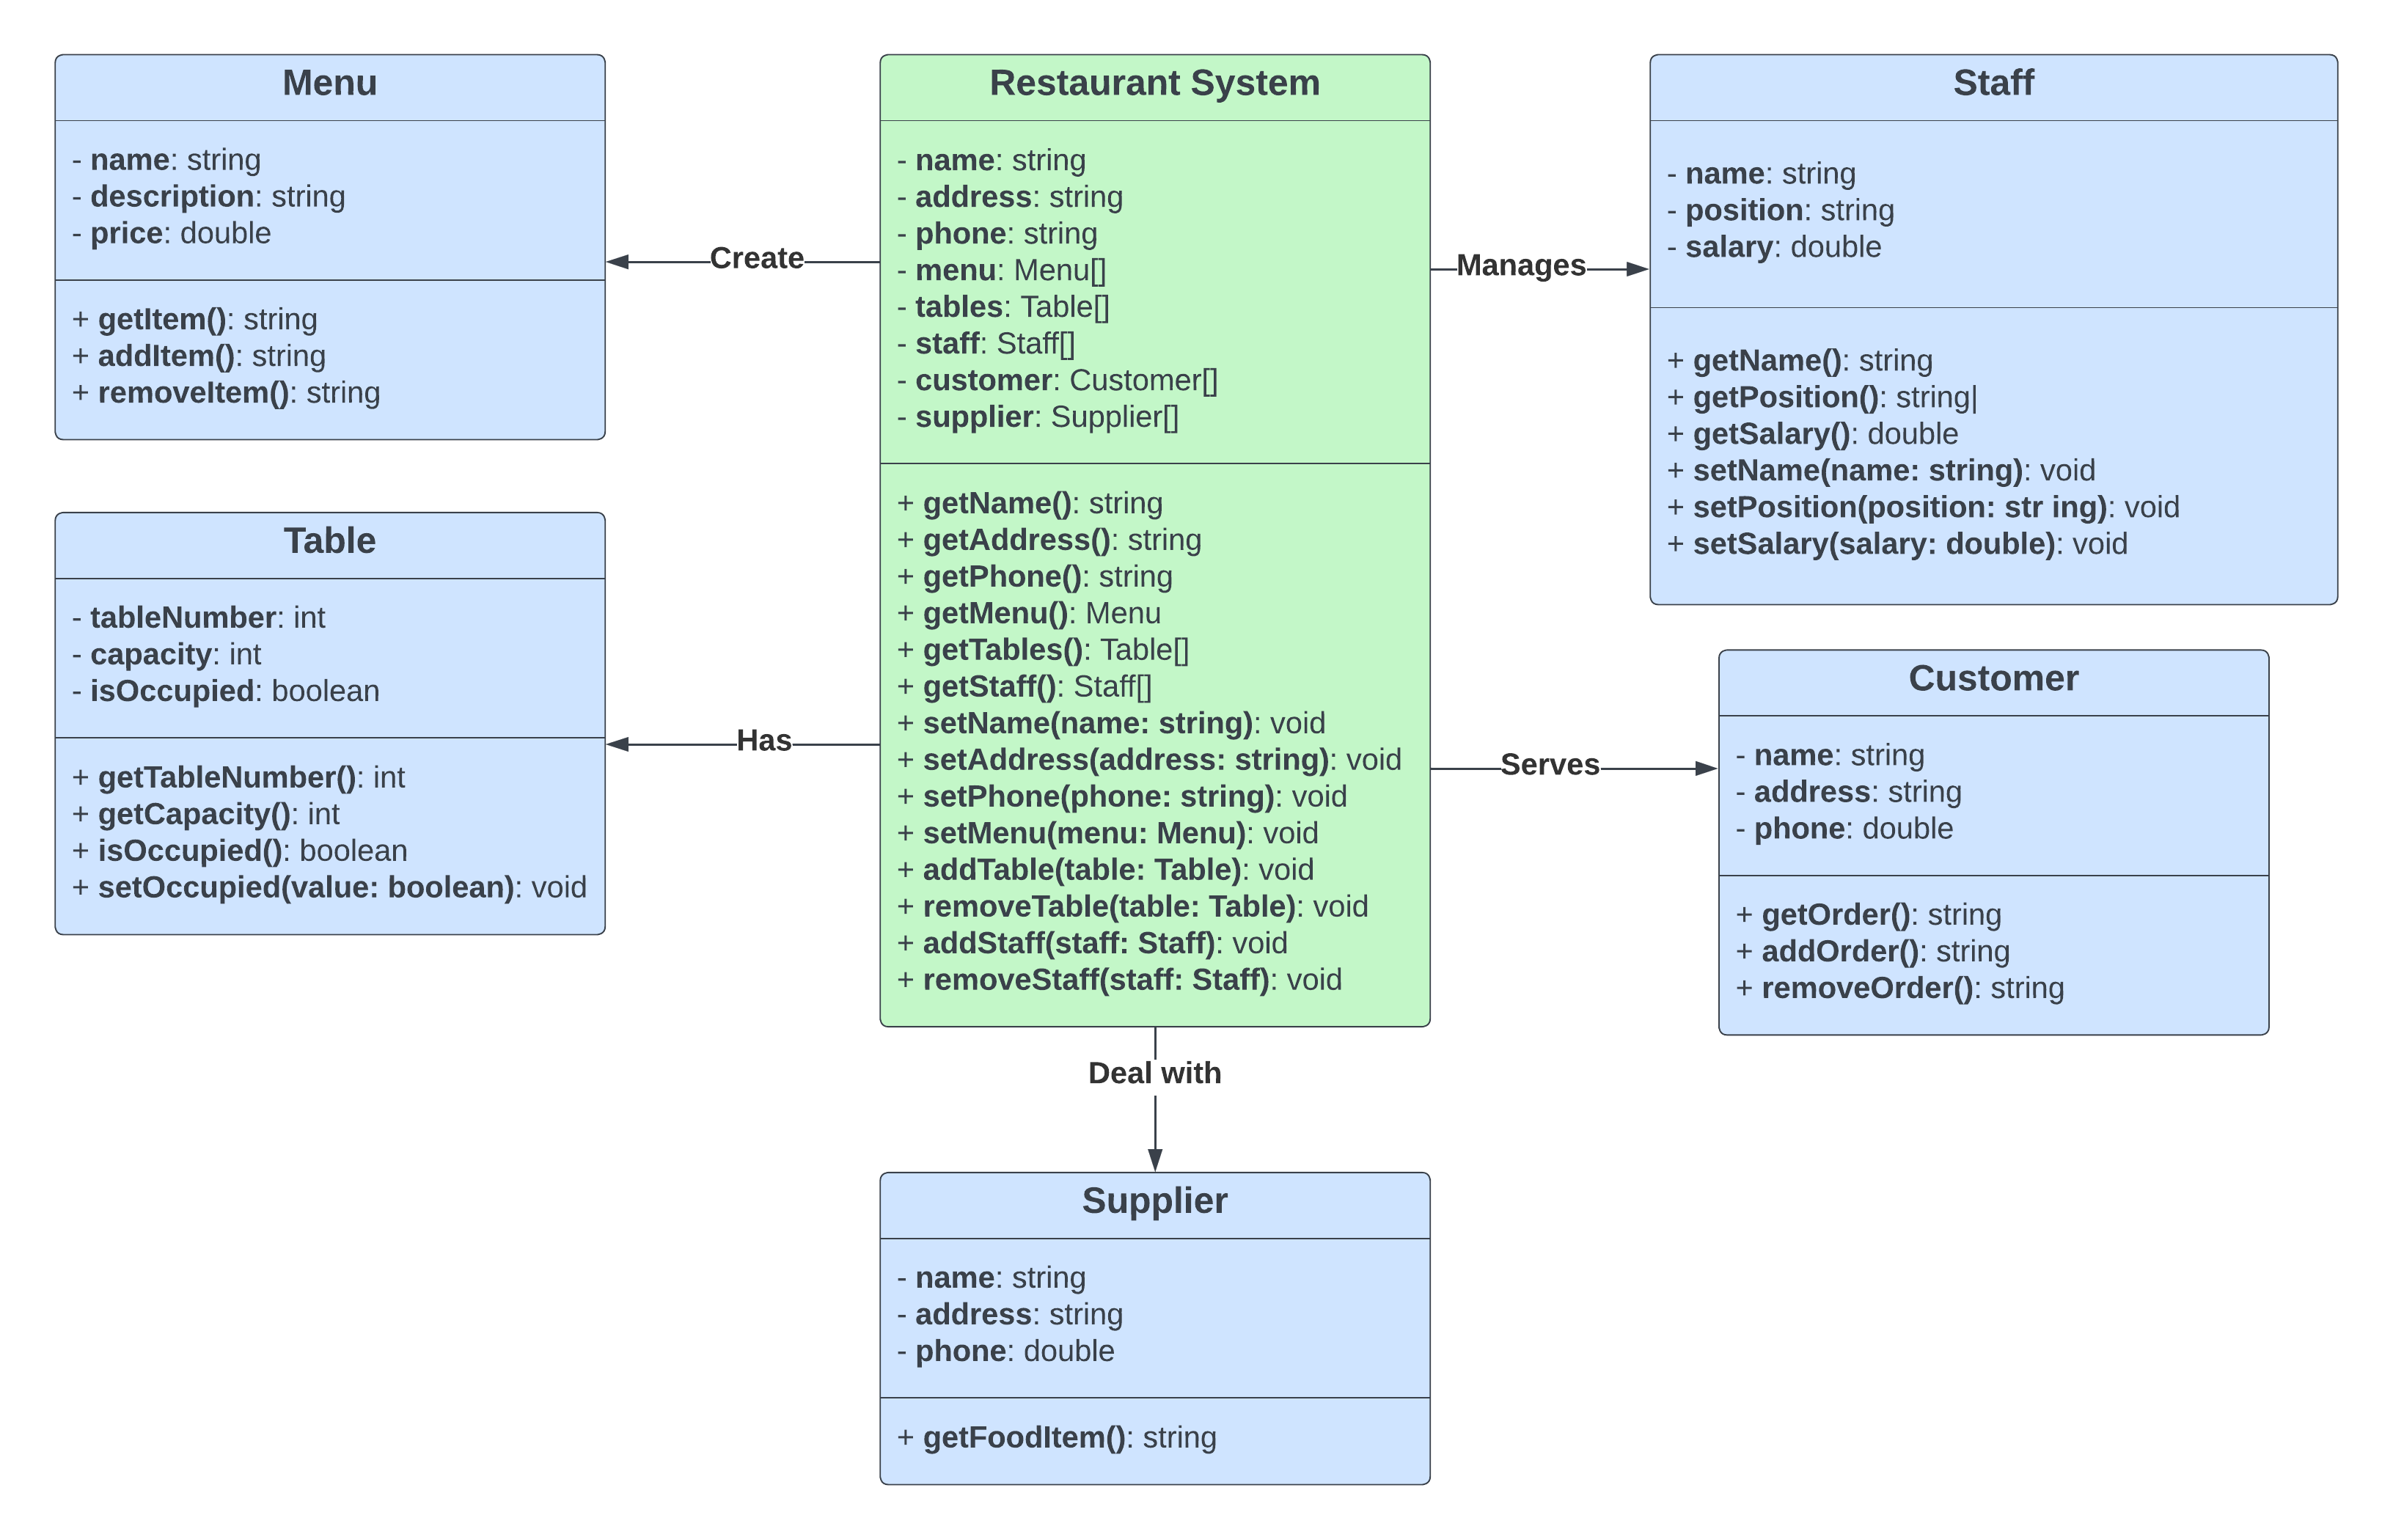 Menu
- name: string
- description: string
- price: double
+ getItem(): string
+ addItem(): string
+ removeItem(): string
Table
- tableNumber: int
- capacity: int
- isOccupied: boolean
+ getTableNumber(): int
+ getCapacity(): int
+ isOccupied(): boolean
+ setOccupied(value: boolean): void
Create
Has
Restaurant System
- name: string
- address: string
- phone: string
- menu: Menu[]
- tables: Table[]
- staff: Staff[]
- customer: Customer[]
- supplier: Supplier[]
+ getName(): string
+ getAddress(): string
+ getPhone(): string
+ getMenu(): Menu
+ getTables(): Table[]
+ getStaff(): Staff[]
+ setName(name: string): void
+ setAddress(address: string): void
+ setPhone(phone: string): void
+ setMenu(menu: Menu): void
+ addTable(table: Table): void
+ removeTable(table: Table): void
+ addStaff(staff: Staff): void
+ removeStaff(staff: Staff): void
Manages
Serves
Staff
- name: string
- position: string
- salary: double
+ getName(): string
+ getPosition(): string|
+ getSalary(): double
+ setName(name: string): void
+ setPosition(position: str ing): void
+ setSalary(salary: double): void
Customer
- name: string
- address: string
- phone: double
+ getOrder(): string
+ addOrder(): string
+ removeOrder(): string
Deal with
Supplier
- name: string
- address: string
- phone: double
+ getFoodItem(): string